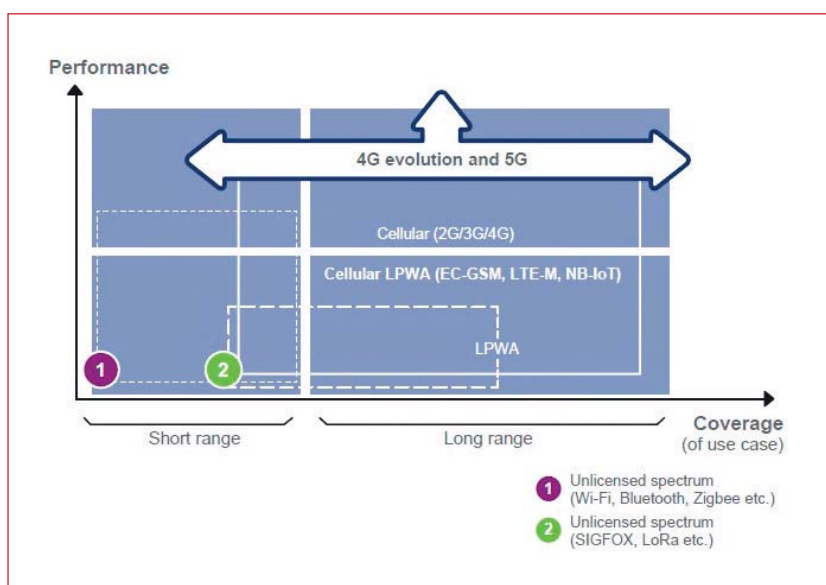 Performance
4G evolution and 5G
Cellular (2G/3G/4G)
Cellular LPWA (EC-GSM, LTE-M, NB-IoT)
LPWA
1
2
Short range
Long range
Coverage
(of use case)
1 Unlicensed spectrum
(Wi-Fi, Bluetooth, Zigbee etc.)
2 Unlicensed spectrum
(SIGFOX, LoRa etc.)